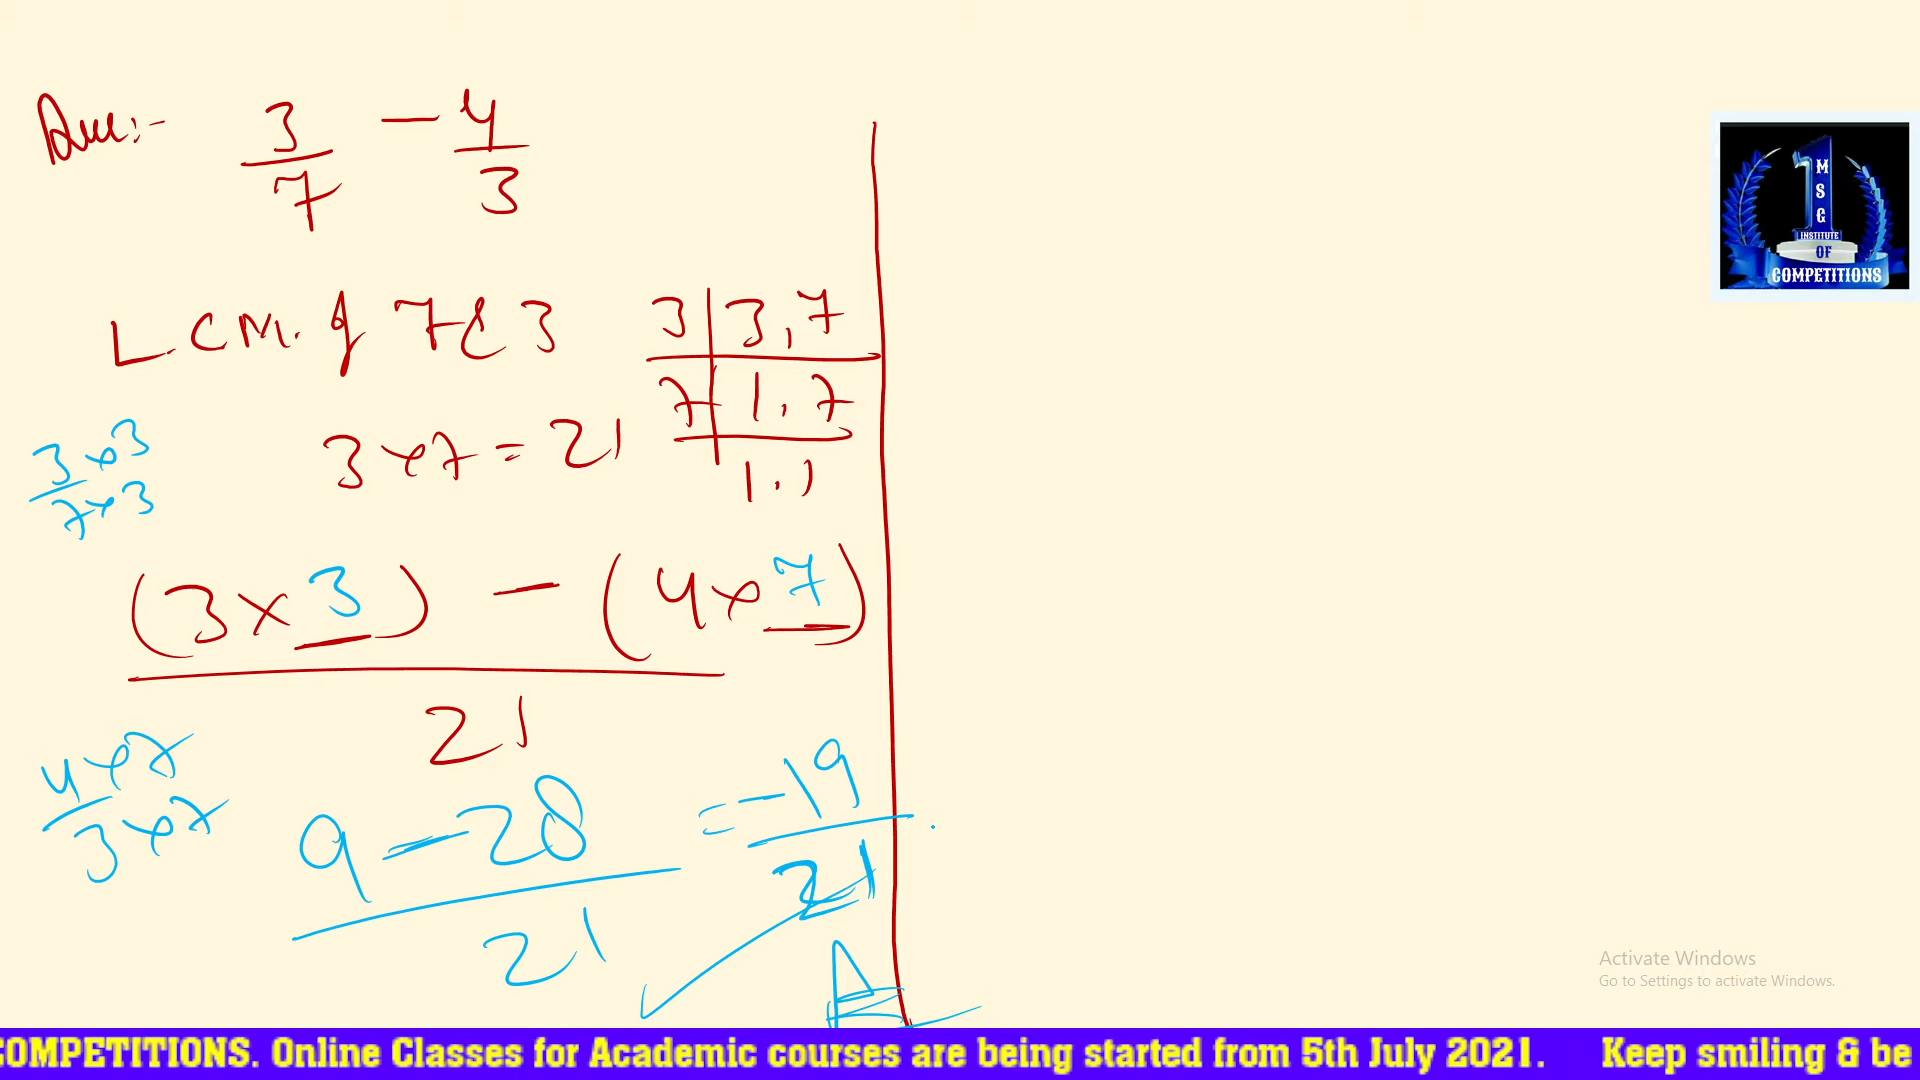 Que:- 3/7 - 4/3
L.C.M. of 7 & 3
3 | 3, 7
7 | 1, 7
1, 1
3 × 7 = 21
3×3/7×3
(3 × 3) - (4 × 7)
21
4×7/3×7
9 - 28/21 = -19/21
A
1
M
S
G
INSTITUTE
OF
COMPETITIONS
Activate Windows
Go to Settings to activate Windows.
COMPETITIONS. Online Classes for Academic courses are being started from 5th July 2021. Keep smiling & be